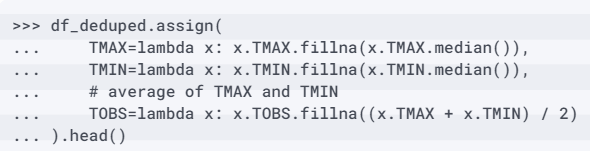 >>> df_deduped.assign(
...     TMAX=lambda x: x.TMAX.fillna(x.TMAX.median()),
...     TMIN=lambda x: x.TMIN.fillna(x.TMIN.median()),
...     # average of TMAX and TMIN
...     TOBS=lambda x: x.TOBS.fillna((x.TMAX + x.TMIN) / 2)
... ).head()